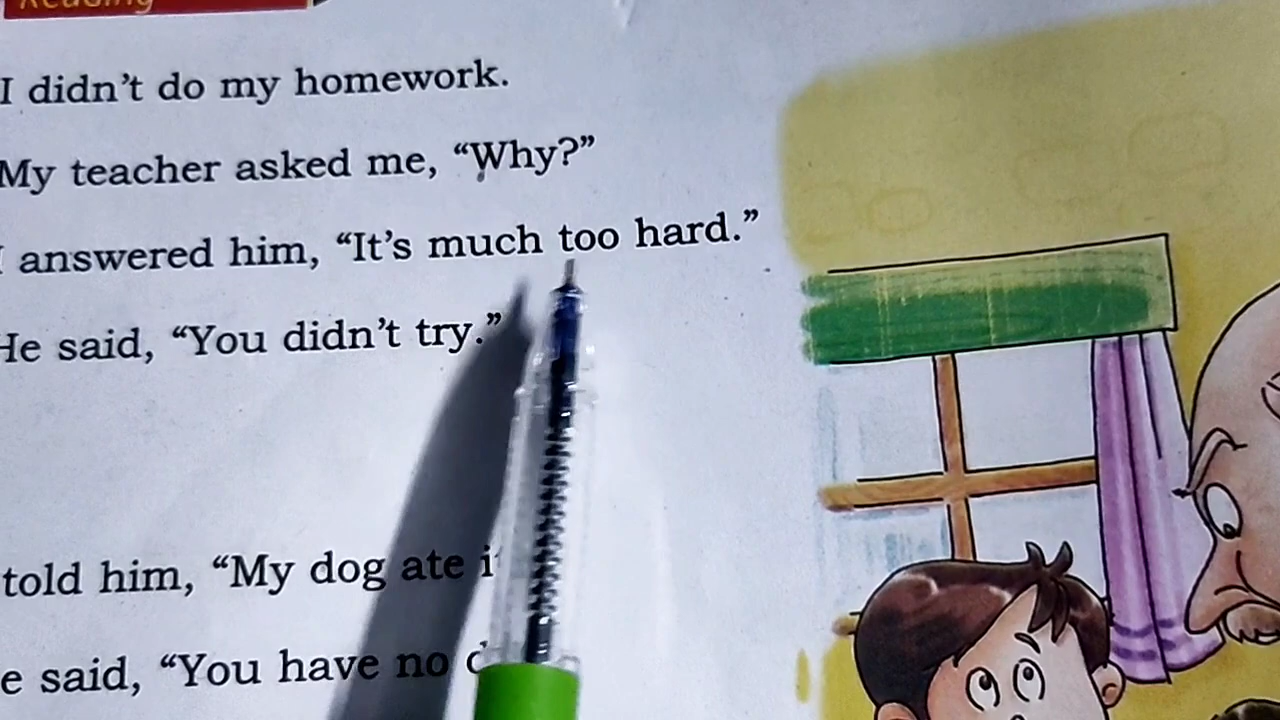 Reading
I didn't do my homework.
My teacher asked me, “Why?”
I answered him, “It's much too hard.”
He said, “You didn't try.”
told him, “My dog ate
said, “You have no